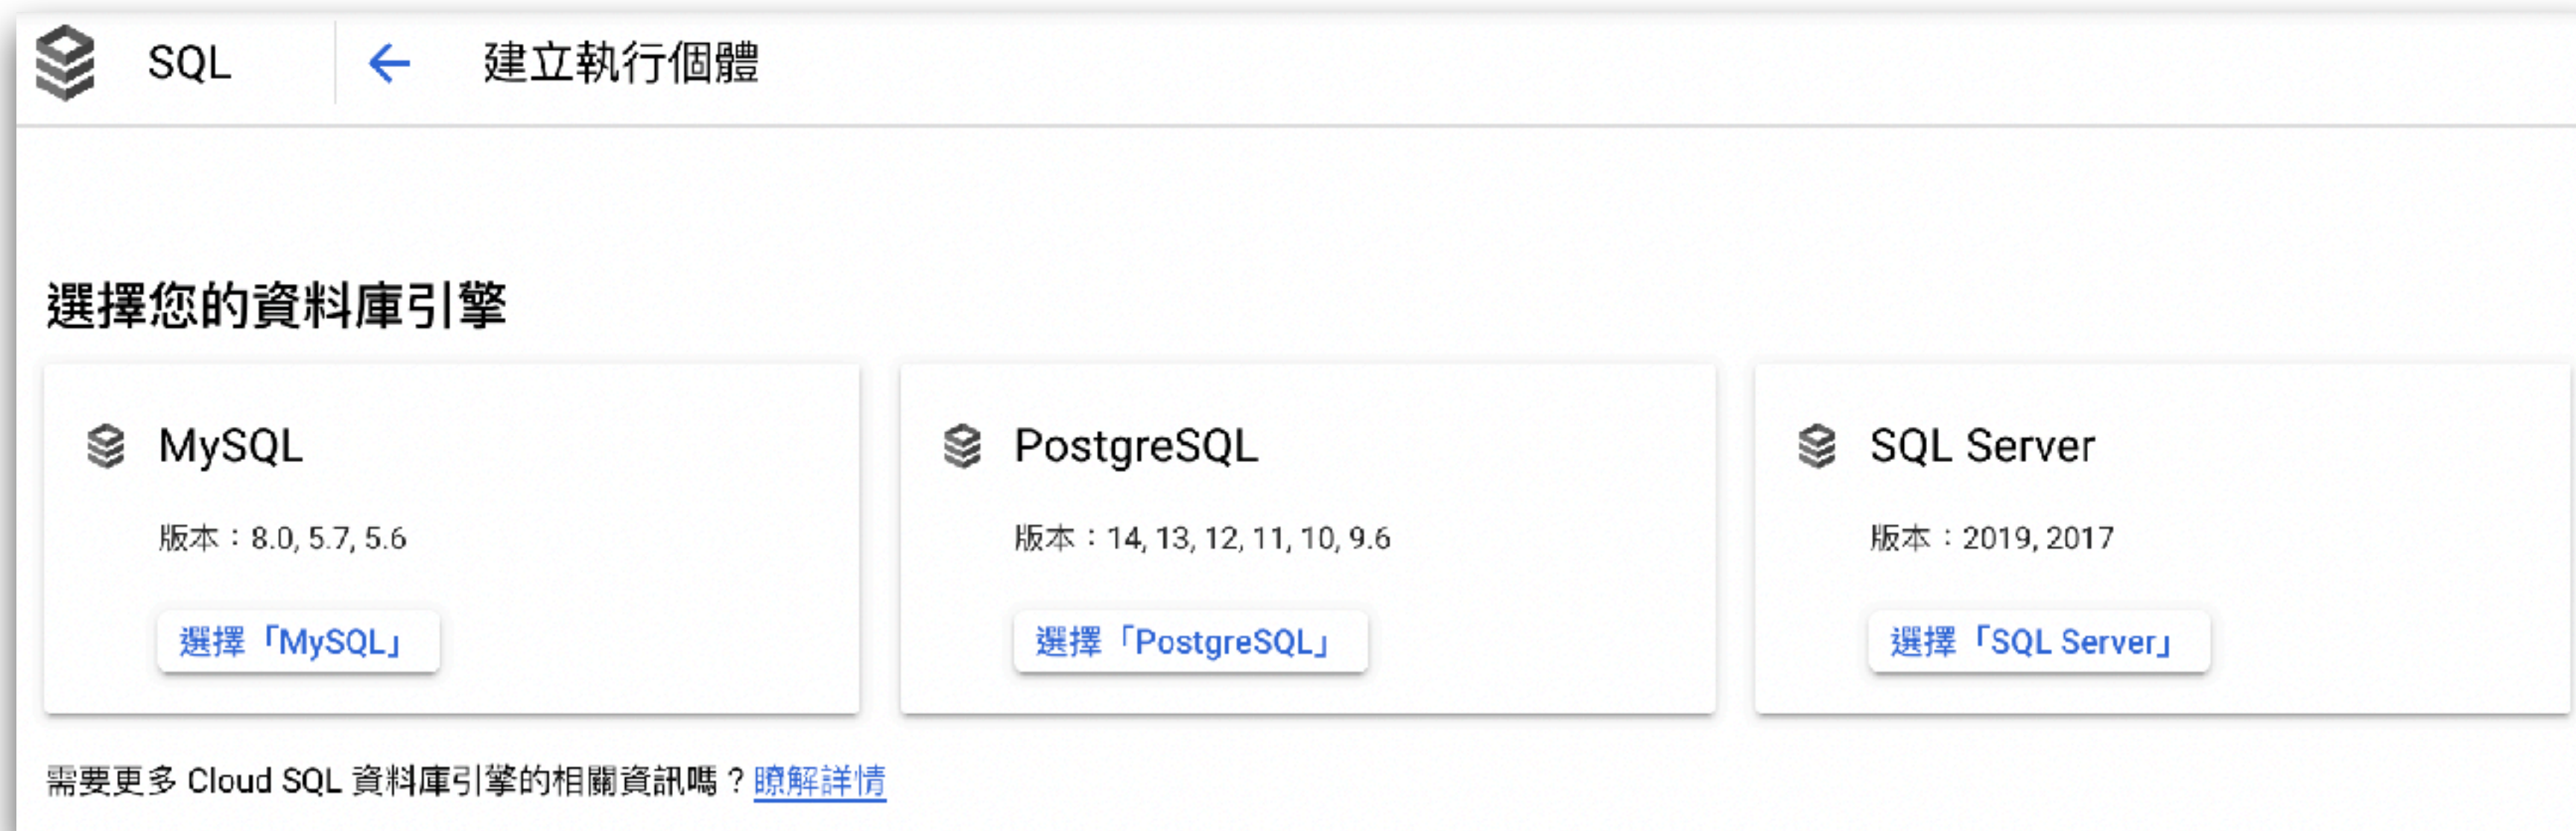 SQL 建立執行個體
選擇您的資料庫引擎
MySQL
版本：8.0, 5.7, 5.6
選擇「MySQL」
PostgreSQL
版本：14, 13, 12, 11, 10, 9.6
選擇「PostgreSQL」
SQL Server
版本：2019, 2017
選擇「SQL Server」
需要更多 Cloud SQL 資料庫引擎的相關資訊嗎？瞭解詳情